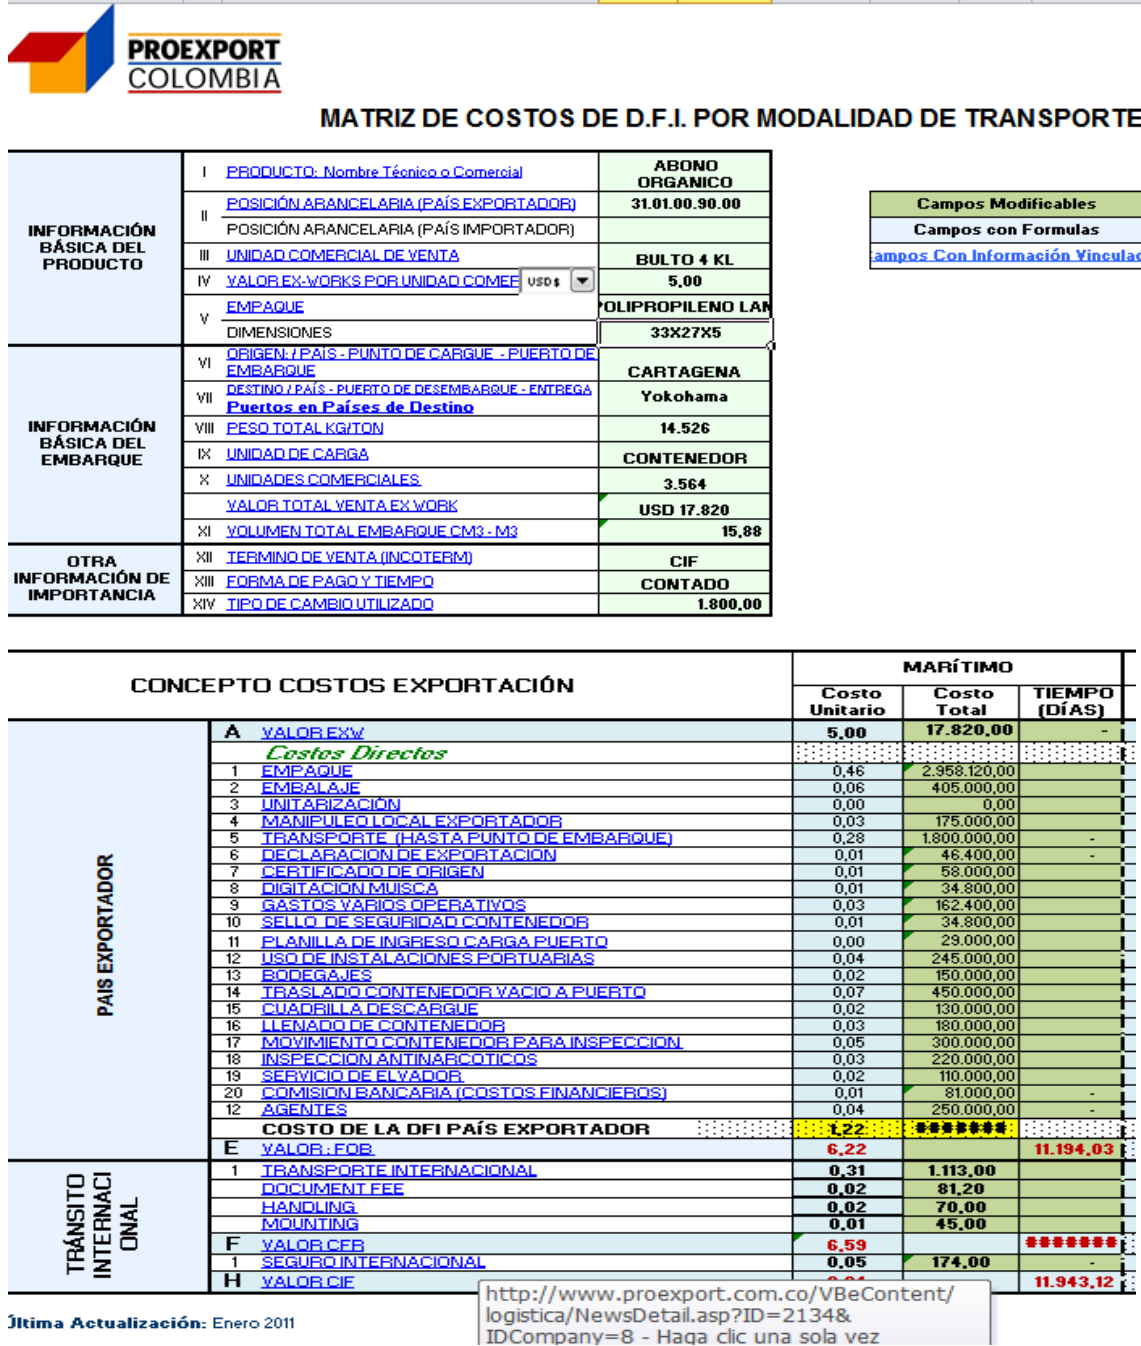 PROEXPORT
COLOMBIA
MATRIZ DE COSTOS DE D.F.I. POR MODALIDAD DE TRANSPORTE
INFORMACIÓN BÁSICA DEL PRODUCTO
I PRODUCTO: Nombre Técnico o Comercial ABONO ORGANICO
II POSICIÓN ARANCELARIA (PAÍS EXPORTADOR) 31.01.00.90.00
POSICIÓN ARANCELARIA (PAÍS IMPORTADOR)
III UNIDAD COMERCIAL DE VENTA BULTO 4 KL
IV VALOR EX-WORKS POR UNIDAD COMER USD$ 5,00
V EMPAQUE POLIPROPILENO LAM
DIMENSIONES 33X27X5
Campos Modificables
Campos con Formulas
Campos Con Información Vinculad
INFORMACIÓN BÁSICA DEL EMBARQUE
VI ORIGEN: / PAÍS - PUNTO DE CARGUE - PUERTO DE EMBARQUE CARTAGENA
VII DESTINO / PAÍS - PUERTO DE DESEMBARQUE - ENTREGA Yokohama
Puertos en Países de Destino
VIII PESO TOTAL KG/TON 14.526
IX UNIDAD DE CARGA CONTENEDOR
X UNIDADES COMERCIALES 3.564
VALOR TOTAL VENTA EX WORK USD 17.820
XI VOLUMEN TOTAL EMBARQUE CM3 - M3 15,88
OTRA INFORMACIÓN DE IMPORTANCIA
XII TERMINO DE VENTA (INCOTERM) CIF
XIII FORMA DE PAGO Y TIEMPO CONTADO
XIV TIPO DE CAMBIO UTILIZADO 1.800,00
CONCEPTO COSTOS EXPORTACIÓN
MARÍTIMO
Costo Unitario Costo Total TIEMPO (DÍAS)
PAIS EXPORTADOR
A VALOR EXW 5,00 17.820,00 -
Costos Directos
1 EMPAQUE 0,46 2.958.120,00
2 EMBALAJE 0,06 405.000,00
3 UNITARIZACIÓN 0,00 0,00
4 MANIPULEO LOCAL EXPORTADOR 0,03 175.000,00
5 TRANSPORTE (HASTA PUNTO DE EMBARQUE) 0,28 1.800.000,00 -
6 DECLARACION DE EXPORTACION 0,01 46.400,00 -
7 CERTIFICADO DE ORIGEN 0,01 58.000,00
8 DIGITACION MUISCA 0,01 34.800,00
9 GASTOS VARIOS OPERATIVOS 0,03 162.400,00
10 SELLO DE SEGURIDAD CONTENEDOR 0,01 34.800,00
11 PLANILLA DE INGRESO CARGA PUERTO 0,00 29.000,00
12 USO DE INSTALACIONES PORTUARIAS 0,04 245.000,00
13 BODEGAJES 0,02 150.000,00
14 TRASLADO CONTENEDOR VACIO A PUERTO 0,07 450.000,00
15 CUADRILLA DESCARGUE 0,02 130.000,00
16 LLENADO DE CONTENEDOR 0,03 180.000,00
17 MOVIMIENTO CONTENEDOR PARA INSPECCION 0,05 300.000,00
18 INSPECCION ANTINARCOTICOS 0,03 220.000,00
19 SERVICIO DE ELVADOR 0,02 110.000,00
20 COMISION BANCARIA (COSTOS FINANCIEROS) 0,01 81.000,00 -
12 AGENTES 0,04 250.000,00 -
COSTO DE LA DFI PAÍS EXPORTADOR 1,22 #######
E VALOR : FOB 6,22 11.194,03
TRÁNSITO INTERNACIONAL
1 TRANSPORTE INTERNACIONAL 0,31 1.113,00
DOCUMENT FEE 0,02 81,20
HANDLING 0,02 70,00
MOUNTING 0,01 45,00
F VALOR CFR 6,59 #######
1 SEGURO INTERNACIONAL 0,05 174,00 -
H VALOR CIF 11.943,12
http://www.proexport.com.co/VBeContent/
logistica/NewsDetail.asp?ID=2134&
IDCompany=8 - Haga clic una sola vez
Última Actualización: Enero 2011